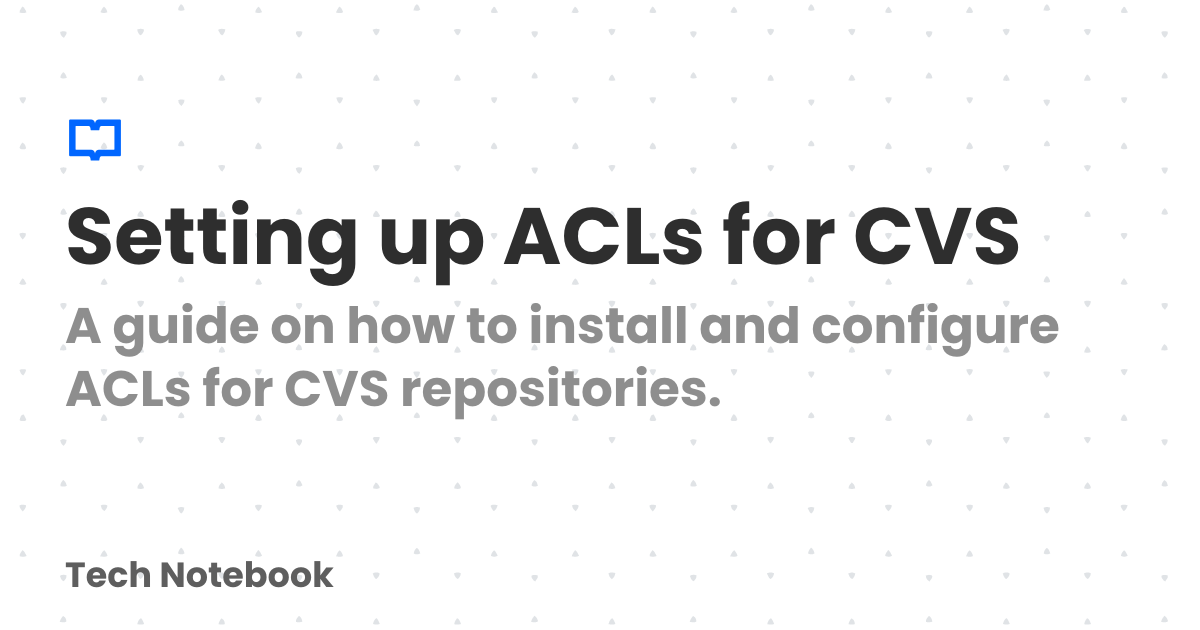 Setting up ACLs for CVS
A guide on how to install and configure
ACLs for CVS repositories.
Tech Notebook